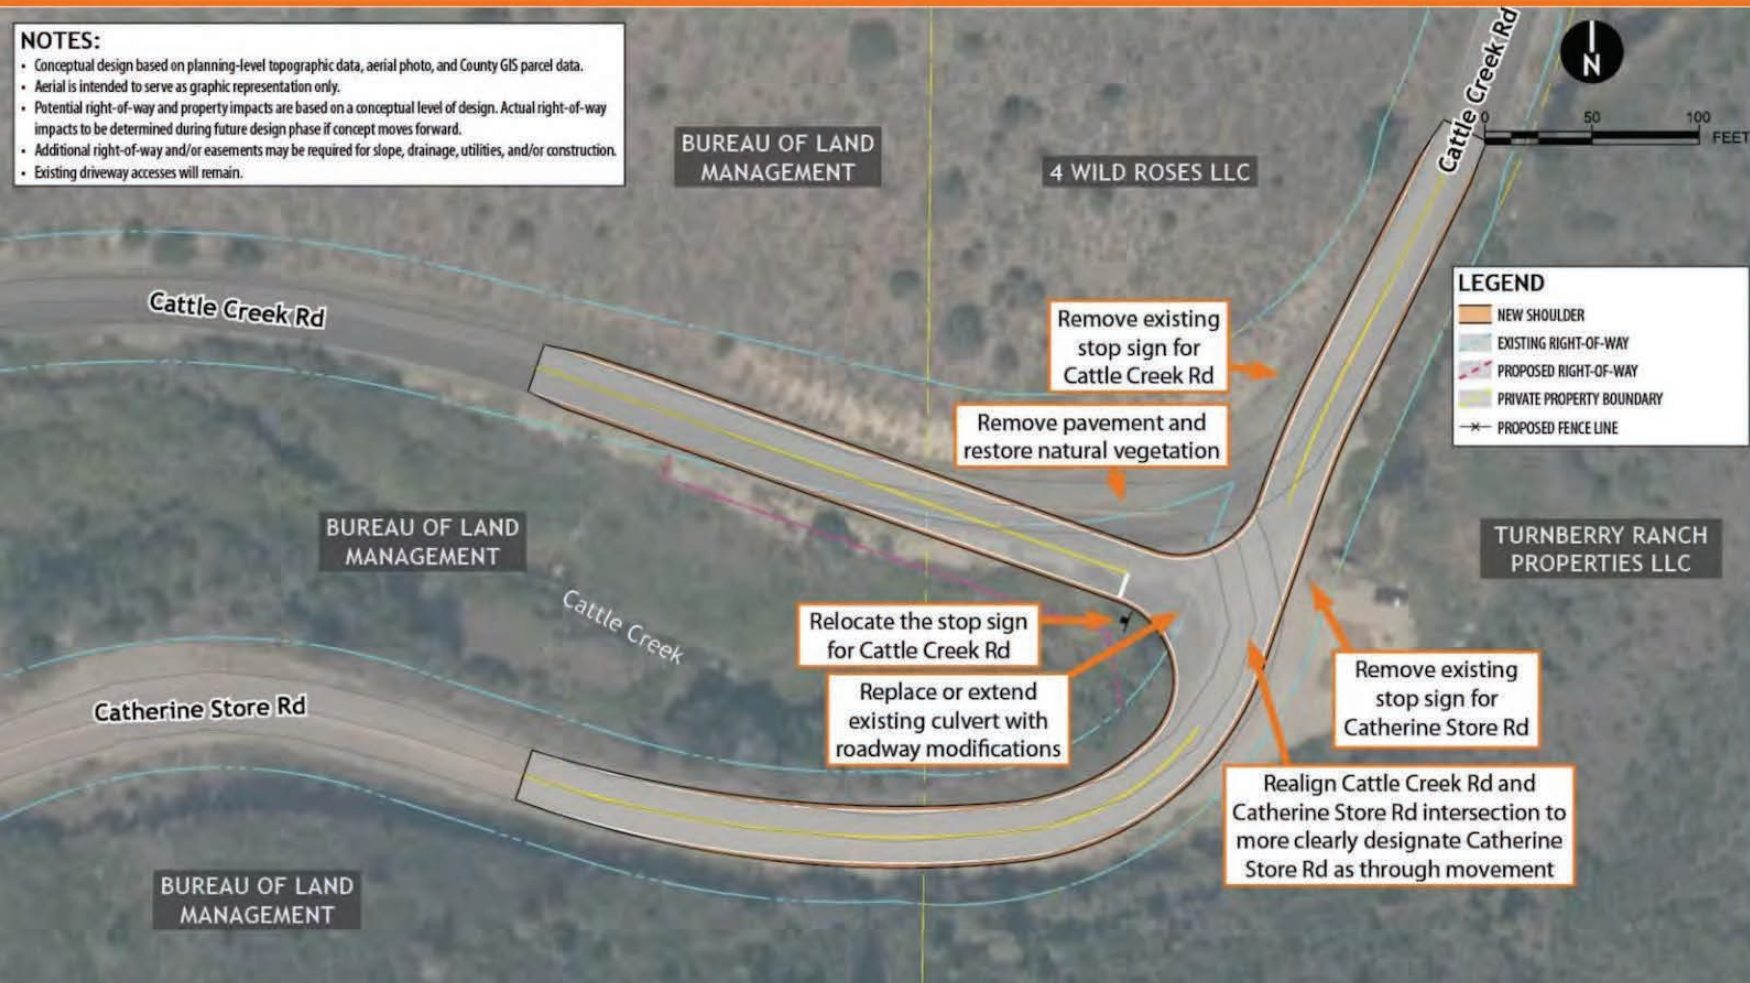 NOTES:
• Conceptual design based on planning-level topographic data, aerial photo, and County GIS parcel data.
• Aerial is intended to serve as graphic representation only.
• Potential right-of-way and property impacts are based on a conceptual level of design. Actual right-of-way
impacts to be determined during future design phase if concept moves forward.
• Additional right-of-way and/or easements may be required for slope, drainage, utilities, and/or construction.
• Existing driveway accesses will remain.
Cattle Creek Rd
N
0 50 100
FEET
Cattle Creek Rd
BUREAU OF LAND
MANAGEMENT
4 WILD ROSES LLC
LEGEND
NEW SHOULDER
EXISTING RIGHT-OF-WAY
PROPOSED RIGHT-OF-WAY
PRIVATE PROPERTY BOUNDARY
PROPOSED FENCE LINE
Cattle Creek Rd
Remove existing
stop sign for
Cattle Creek Rd
Remove pavement and
restore natural vegetation
BUREAU OF LAND
MANAGEMENT
TURNBERRY RANCH
PROPERTIES LLC
Cattle Creek
Relocate the stop sign
for Cattle Creek Rd
Replace or extend
existing culvert with
roadway modifications
Remove existing
stop sign for
Catherine Store Rd
Catherine Store Rd
Realign Cattle Creek Rd and
Catherine Store Rd intersection to
more clearly designate Catherine
Store Rd as through movement
BUREAU OF LAND
MANAGEMENT